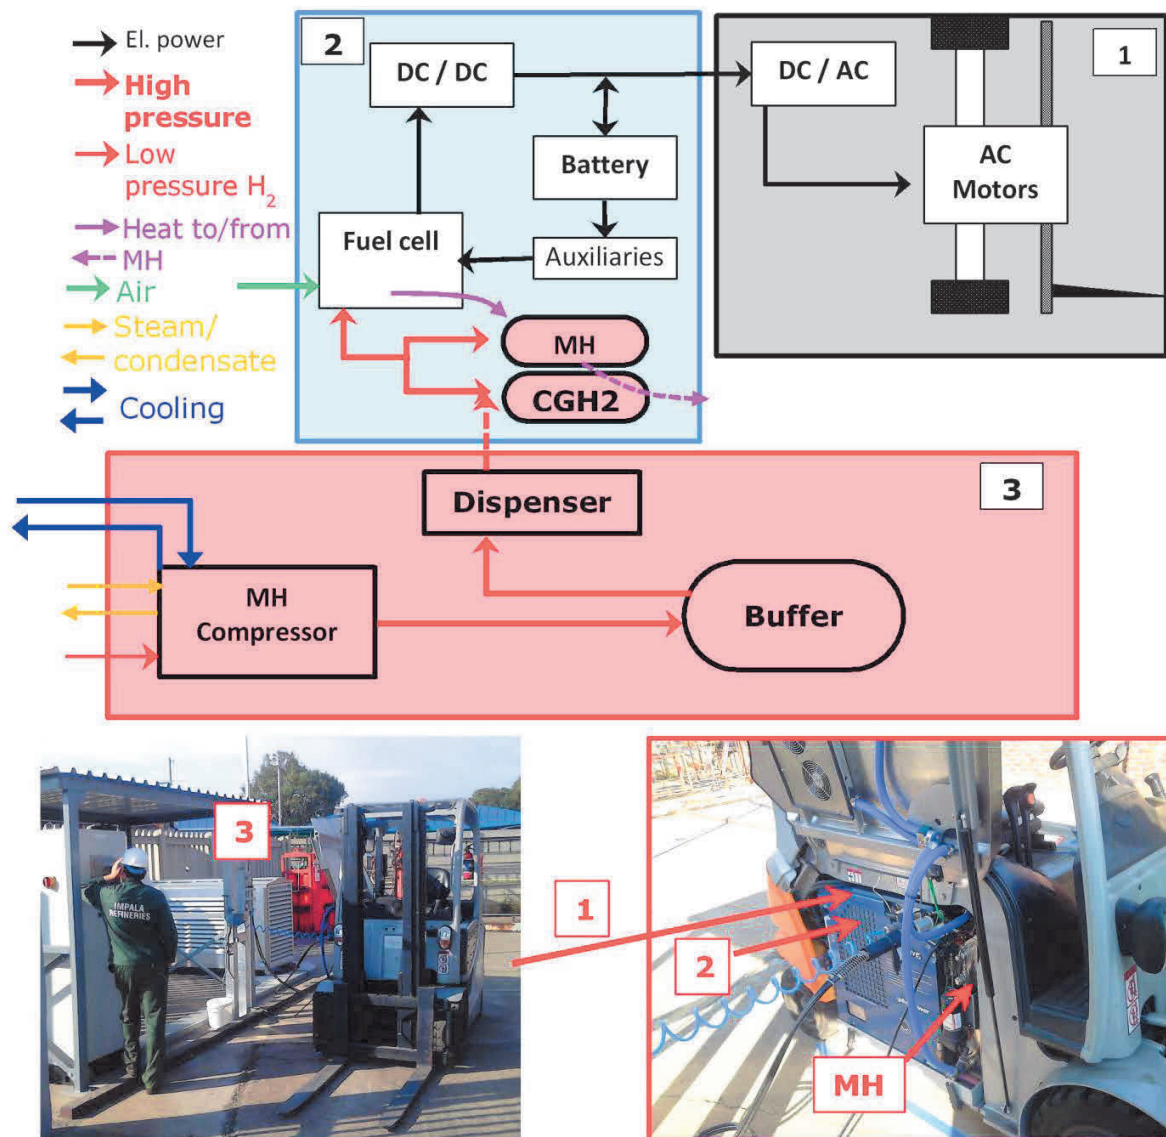 El. power
High
pressure
Low
pressure H₂
Heat to/from
MH
Air
Steam/
condensate
Cooling
2
DC / DC
Battery
Fuel cell
Auxiliaries
MH
CGH2
1
DC / AC
AC
Motors
3
Dispenser
MH
Compressor
Buffer
3
IMPALA
REFINERIES
1
2
MH